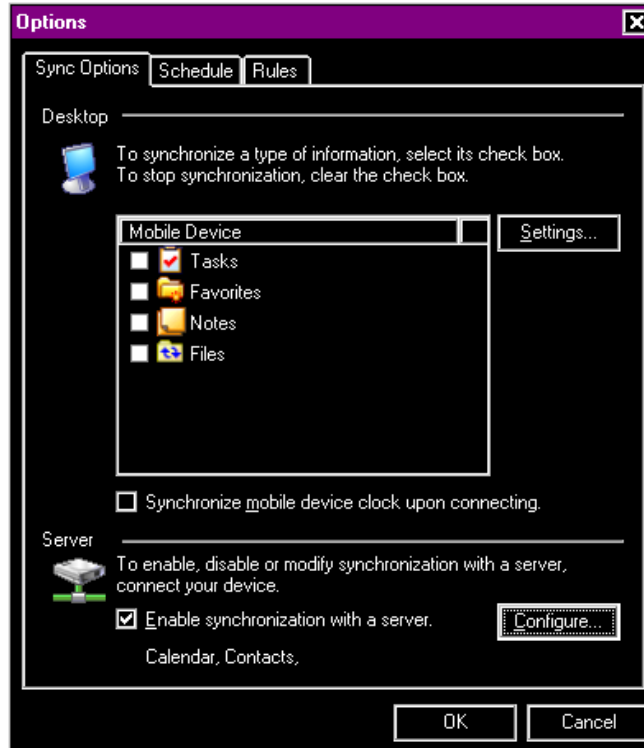 Options
Sync Options Schedule Rules
Desktop
To synchronize a type of information, select its check box.
To stop synchronization, clear the check box.
Mobile Device
Settings...
Tasks
Favorites
Notes
Files
Synchronize mobile device clock upon connecting.
Server
To enable, disable or modify synchronization with a server,
connect your device.
Enable synchronization with a server.
Configure...
Calendar, Contacts,
OK Cancel